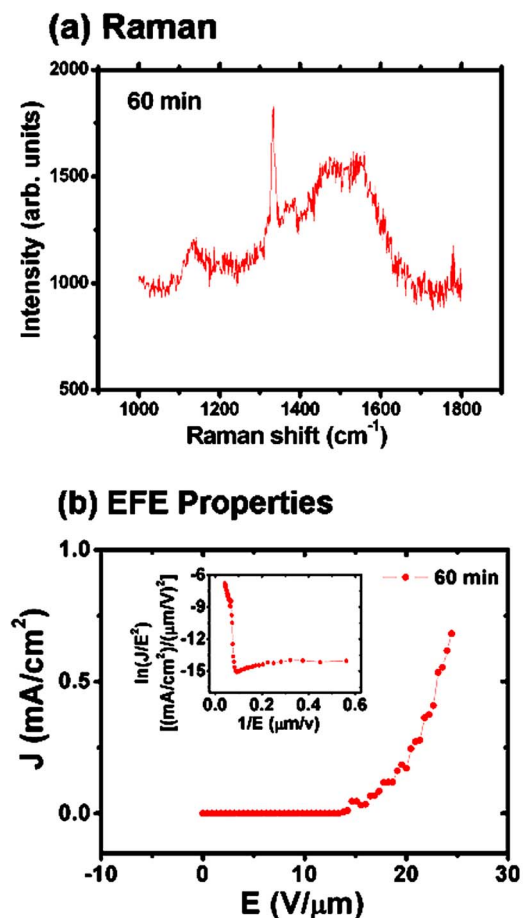 (a) Raman
2000
60 min
1500
1000
500
Intensity (arb. units)
1000 1200 1400 1600 1800
Raman shift (cm⁻¹)
(b) EFE Properties
1.0
0.5
0.0
J (mA/cm²)
60 min
-6
-9
-12
-15
ln(J/E²)
[(mA/cm²)/(μm/V)²]
0.0 0.2 0.4 0.6
1/E (μm/v)
-10 0 10 20 30
E (V/μm)